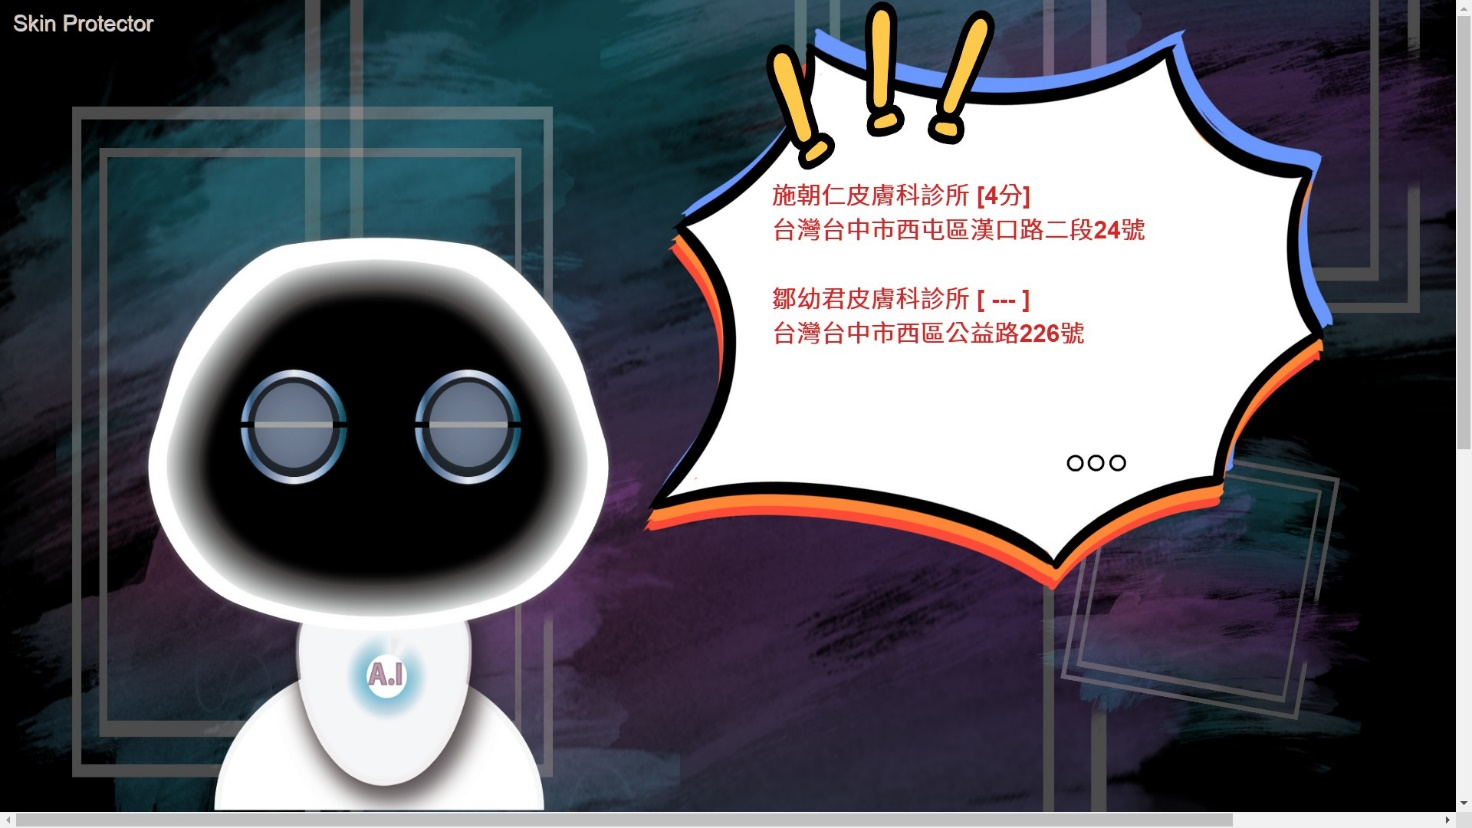 Skin Protector
施朝仁皮膚科診所 [4分]
台灣台中市西屯區漢口路二段24號
鄒幼君皮膚科診所 [ --- ]
台灣台中市西區公益路226號
A.I